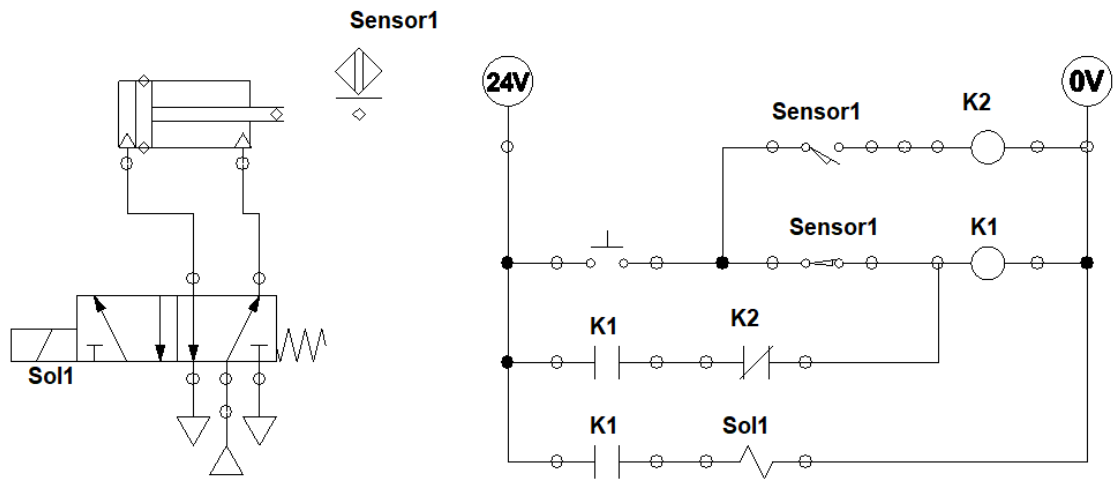 Sensor1
24V
0V
Sensor1
K2
Sensor1
K1
K1
K2
Sol1
K1
Sol1